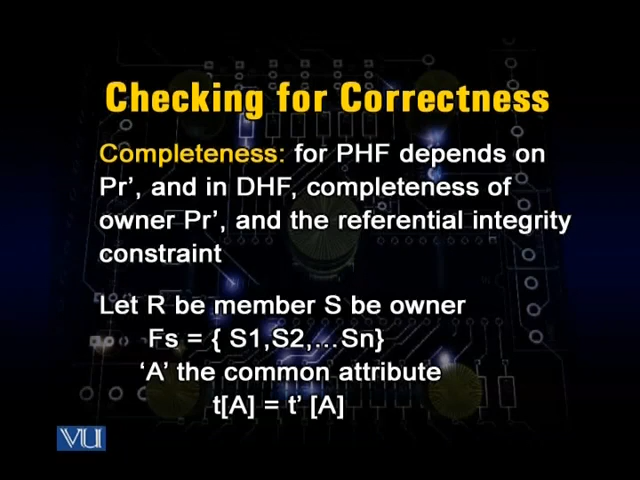 Checking for Correctness
Completeness: for PHF depends on
Pr’, and in DHF, completeness of
owner Pr’, and the referential integrity
constraint
Let R be member S be owner
Fs = { S1,S2,...Sn}
‘A’ the common attribute
t[A] = t’ [A]
VU